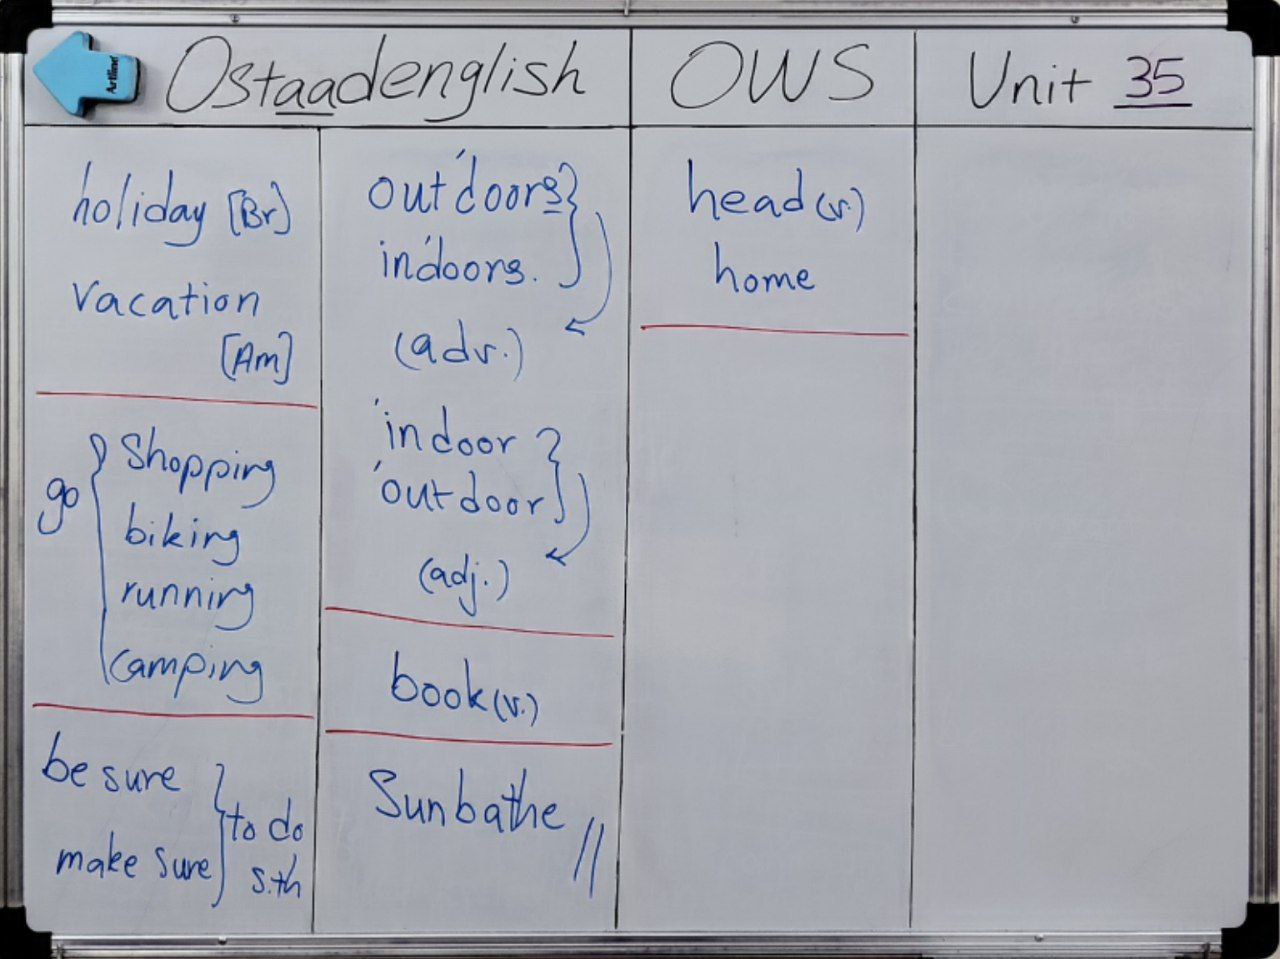 Ostaadenglish
OWS
Unit 35
Artline
holiday [Br]
vacation
[Am]
go
shopping
biking
running
camping
be sure
make sure
to do
s.th
out'doors
in'doors.
(adv.)
'indoor
'outdoor
(adj.)
book (v.)
Sunbathe //
head (v.)
home